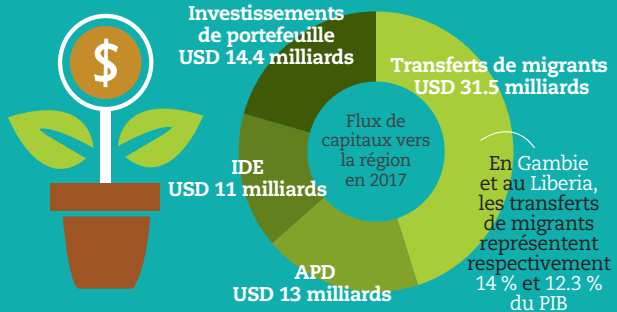 $
Investissements
de portefeuille
USD 14.4 milliards
Transferts de migrants
USD 31.5 milliards
Flux de
capitaux vers
la région
en 2017
IDE
USD 11 milliards
APD
USD 13 milliards
En Gambie
et au Liberia,
les transferts
de migrants
représentent
respectivement
14 % et 12.3 %
du PIB